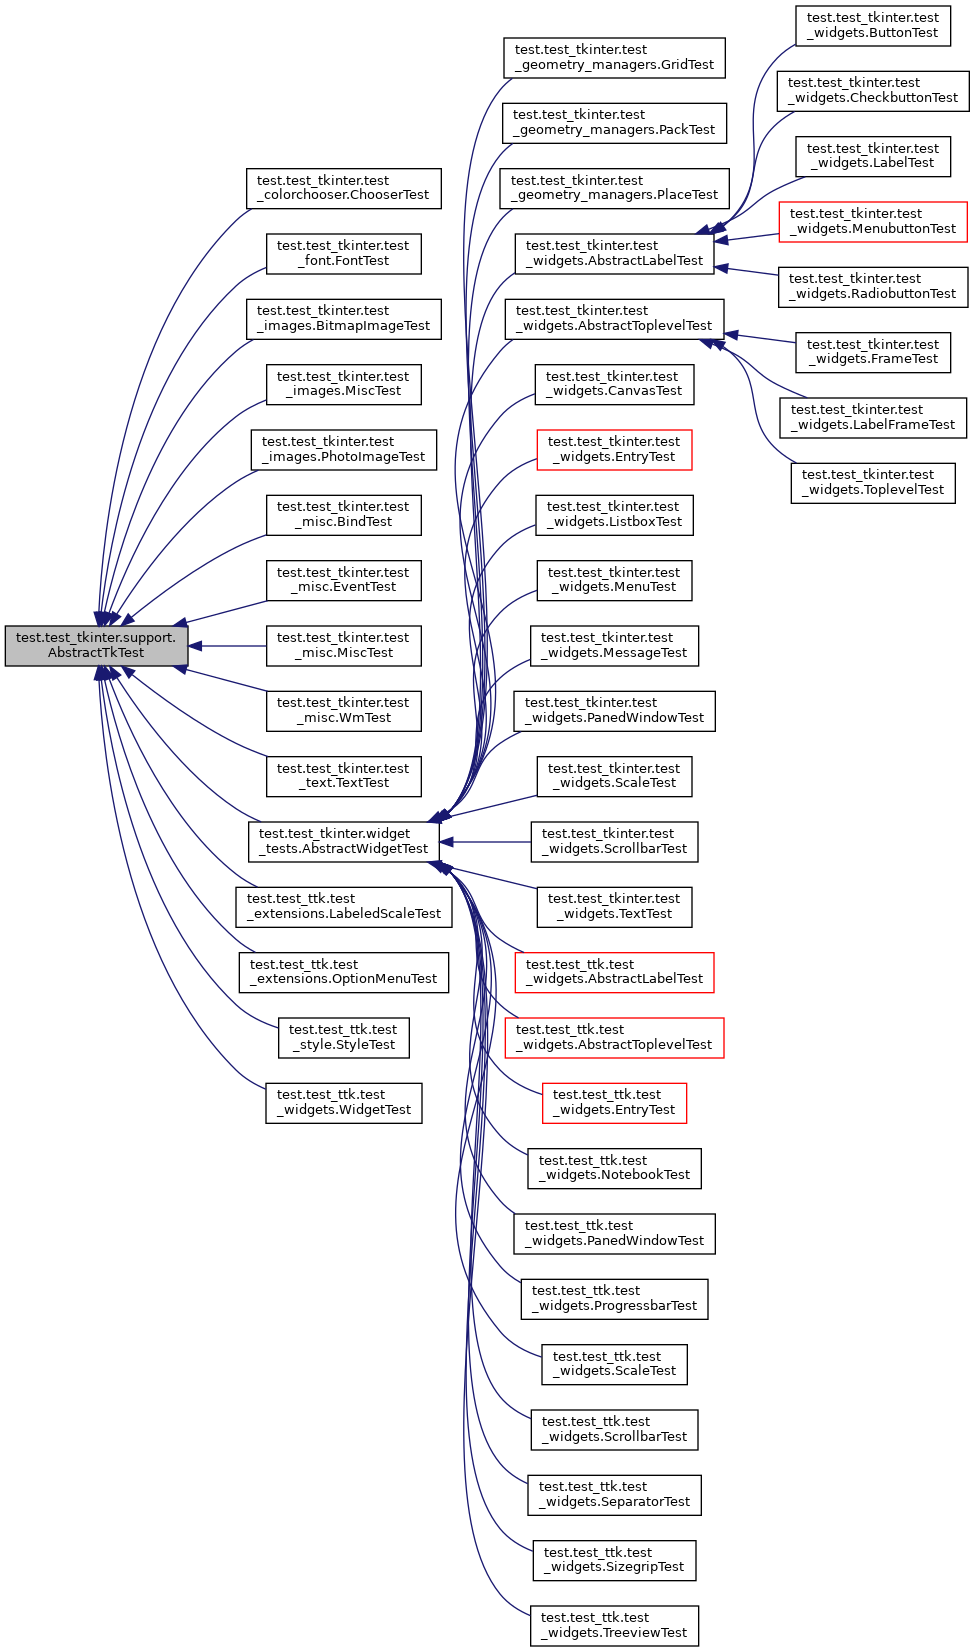 test.test_tkinter.support.
AbstractTkTest
test.test_tkinter.test
_colorchooser.ChooserTest
test.test_tkinter.test
_font.FontTest
test.test_tkinter.test
_images.BitmapImageTest
test.test_tkinter.test
_images.MiscTest
test.test_tkinter.test
_images.PhotoImageTest
test.test_tkinter.test
_misc.BindTest
test.test_tkinter.test
_misc.EventTest
test.test_tkinter.test
_misc.MiscTest
test.test_tkinter.test
_misc.WmTest
test.test_tkinter.test
_text.TextTest
test.test_tkinter.widget
_tests.AbstractWidgetTest
test.test_ttk.test
_extensions.LabeledScaleTest
test.test_ttk.test
_extensions.OptionMenuTest
test.test_ttk.test
_style.StyleTest
test.test_ttk.test
_widgets.WidgetTest
test.test_tkinter.test
_geometry_managers.GridTest
test.test_tkinter.test
_geometry_managers.PackTest
test.test_tkinter.test
_geometry_managers.PlaceTest
test.test_tkinter.test
_widgets.AbstractLabelTest
test.test_tkinter.test
_widgets.AbstractToplevelTest
test.test_tkinter.test
_widgets.CanvasTest
test.test_tkinter.test
_widgets.EntryTest
test.test_tkinter.test
_widgets.ListboxTest
test.test_tkinter.test
_widgets.MenuTest
test.test_tkinter.test
_widgets.MessageTest
test.test_tkinter.test
_widgets.PanedWindowTest
test.test_tkinter.test
_widgets.ScaleTest
test.test_tkinter.test
_widgets.ScrollbarTest
test.test_tkinter.test
_widgets.TextTest
test.test_ttk.test
_widgets.AbstractLabelTest
test.test_ttk.test
_widgets.AbstractToplevelTest
test.test_ttk.test
_widgets.EntryTest
test.test_ttk.test
_widgets.NotebookTest
test.test_ttk.test
_widgets.PanedWindowTest
test.test_ttk.test
_widgets.ProgressbarTest
test.test_ttk.test
_widgets.ScaleTest
test.test_ttk.test
_widgets.ScrollbarTest
test.test_ttk.test
_widgets.SeparatorTest
test.test_ttk.test
_widgets.SizegripTest
test.test_ttk.test
_widgets.TreeviewTest
test.test_tkinter.test
_widgets.ButtonTest
test.test_tkinter.test
_widgets.CheckbuttonTest
test.test_tkinter.test
_widgets.LabelTest
test.test_tkinter.test
_widgets.MenubuttonTest
test.test_tkinter.test
_widgets.RadiobuttonTest
test.test_tkinter.test
_widgets.FrameTest
test.test_tkinter.test
_widgets.LabelFrameTest
test.test_tkinter.test
_widgets.ToplevelTest